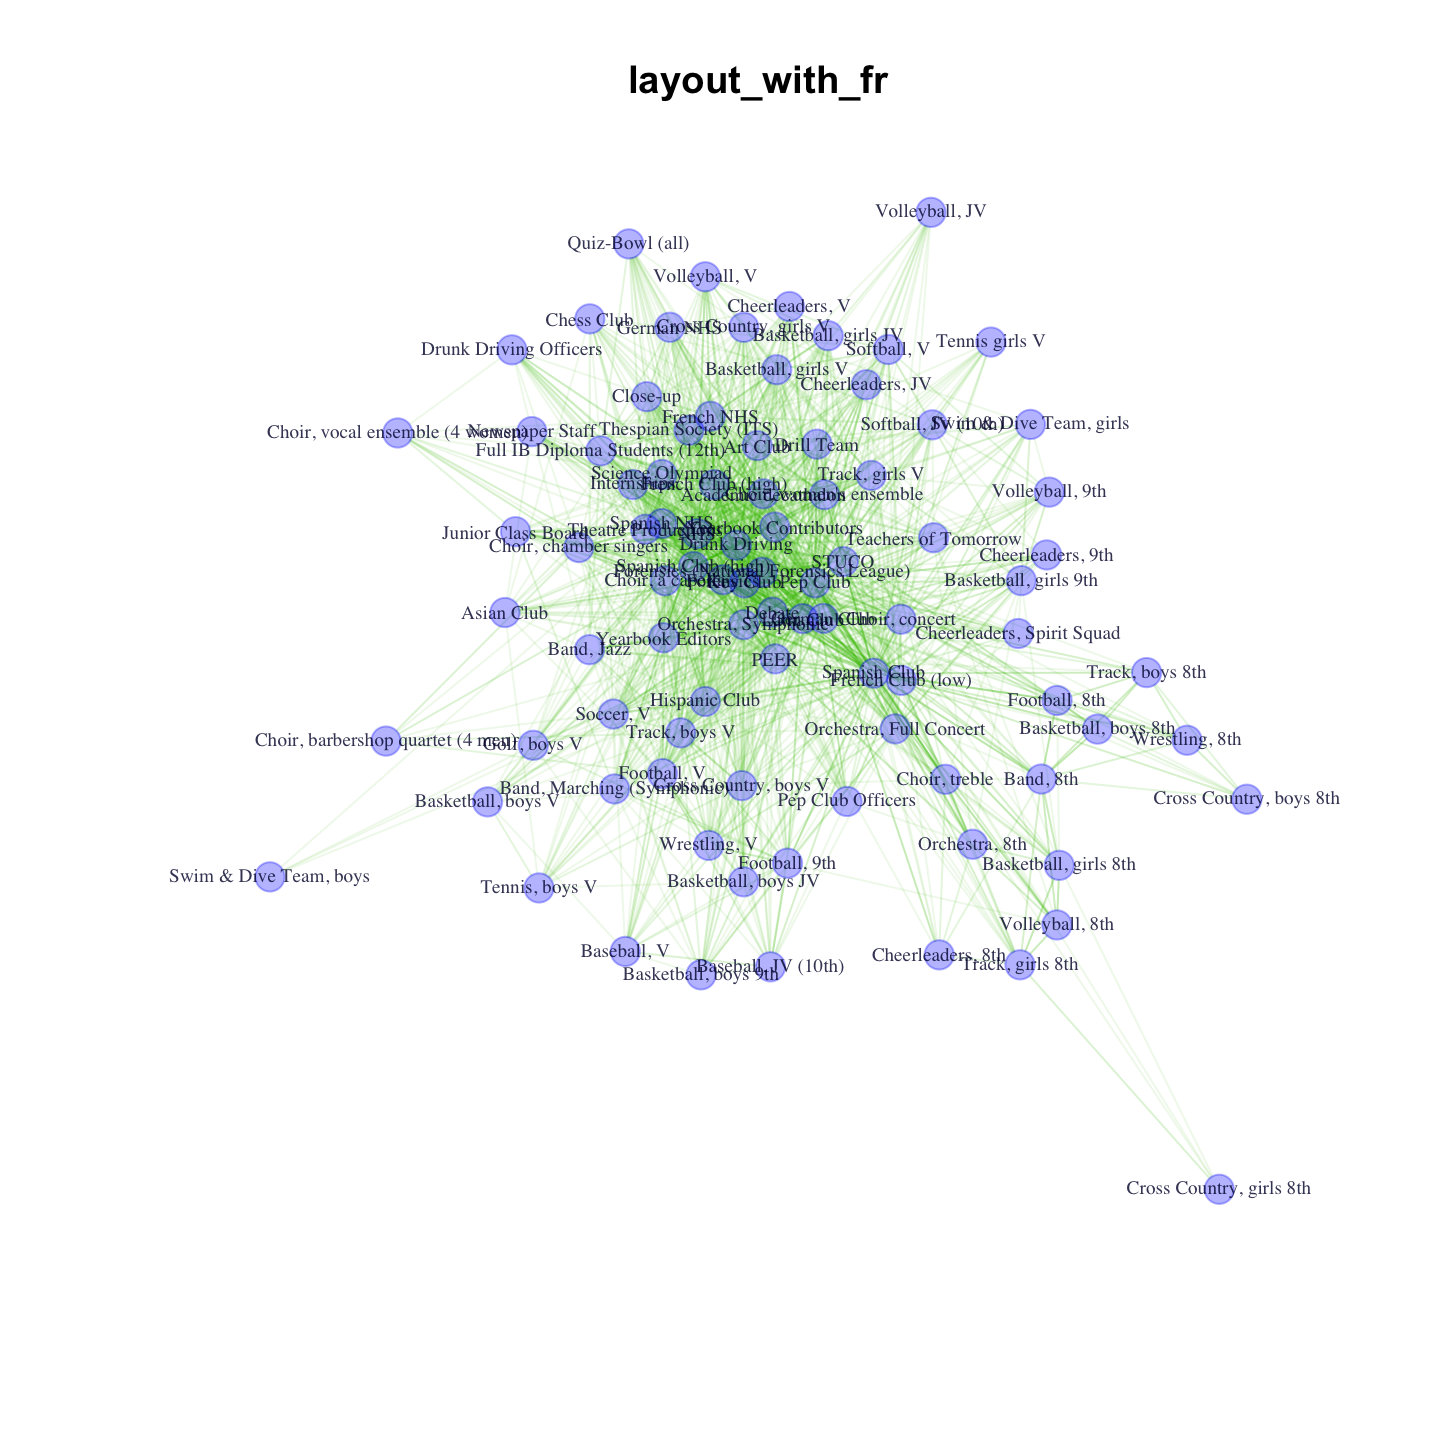 layout_with_fr
Volleyball, JV
Quiz-Bowl (all)
Volleyball, V
Cheerleaders, V
Chess Club
German NHS
Cross Country, girls V
Basketball, girls JV
Drunk Driving Officers
Softball, V
Tennis girls V
Basketball, girls V
Cheerleaders, JV
Close-up
French NHS
Choir, vocal ensemble (4 women)
Newspaper Staff
Thespian Society (ITS)
Softball, JV (10th)
Swim & Dive Team, girls
Full IB Diploma Students (12th)
Art Club
Drill Team
Science Olympiad
Track, girls V
Internships
French Club (high)
Academic decathalon
Choir, women's ensemble
Volleyball, 9th
Spanish NHS
Theatre Productions
NHS
Yearbook Contributors
Junior Class Board
Choir, chamber singers
Drunk Driving
Teachers of Tomorrow
Cheerleaders, 9th
STUCO
Spanish Club (high)
Forensics (National Forensics League)
Choir, a capella
Forensics
Key Club
Pep Club
Basketball, girls 9th
Asian Club
Debate
Latin Club
German Club
Choir, concert
Orchestra, Symphonic
Cheerleaders, Spirit Squad
Yearbook Editors
Band, Jazz
PEER
Spanish Club
French Club (low)
Track, boys 8th
Hispanic Club
Football, 8th
Soccer, V
Track, boys V
Orchestra, Full Concert
Basketball, boys 8th
Wrestling, 8th
Choir, barbershop quartet (4 men)
Golf, boys V
Football, V
Cross Country, boys V
Choir, treble
Band, 8th
Band, Marching (Symphonic)
Basketball, boys V
Pep Club Officers
Cross Country, boys 8th
Wrestling, V
Orchestra, 8th
Football, 9th
Basketball, girls 8th
Swim & Dive Team, boys
Tennis, boys V
Basketball, boys JV
Volleyball, 8th
Baseball, V
Cheerleaders, 8th
Track, girls 8th
Baseball, JV (10th)
Basketball, boys 9th
Cross Country, girls 8th